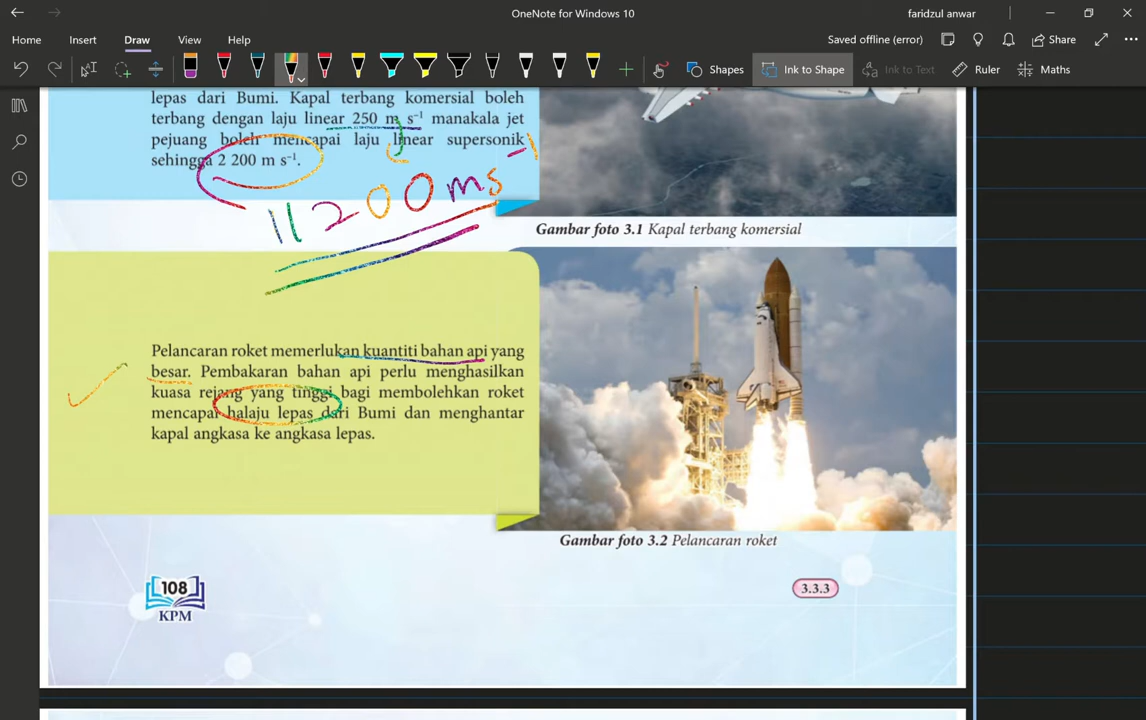 OneNote for Windows 10
faridzul anwar
Home Insert Draw View Help
Saved offline (error)
Share
Shapes
Ink to Shape
Ink to Text
Ruler
Maths
lepas dari Bumi. Kapal terbang komersial boleh
terbang dengan laju linear 250 m s⁻¹ manakala jet
pejuang boleh mencapai laju linear supersonik
sehingga 2 200 m s⁻¹.
11200ms⁻¹
Gambar foto 3.1 Kapal terbang komersial
Pelancaran roket memerlukan kuantiti bahan api yang
besar. Pembakaran bahan api perlu menghasilkan
kuasa rejang yang tinggi bagi membolehkan roket
mencapai halaju lepas dari Bumi dan menghantar
kapal angkasa ke angkasa lepas.
Gambar foto 3.2 Pelancaran roket
108
KPM
3.3.3